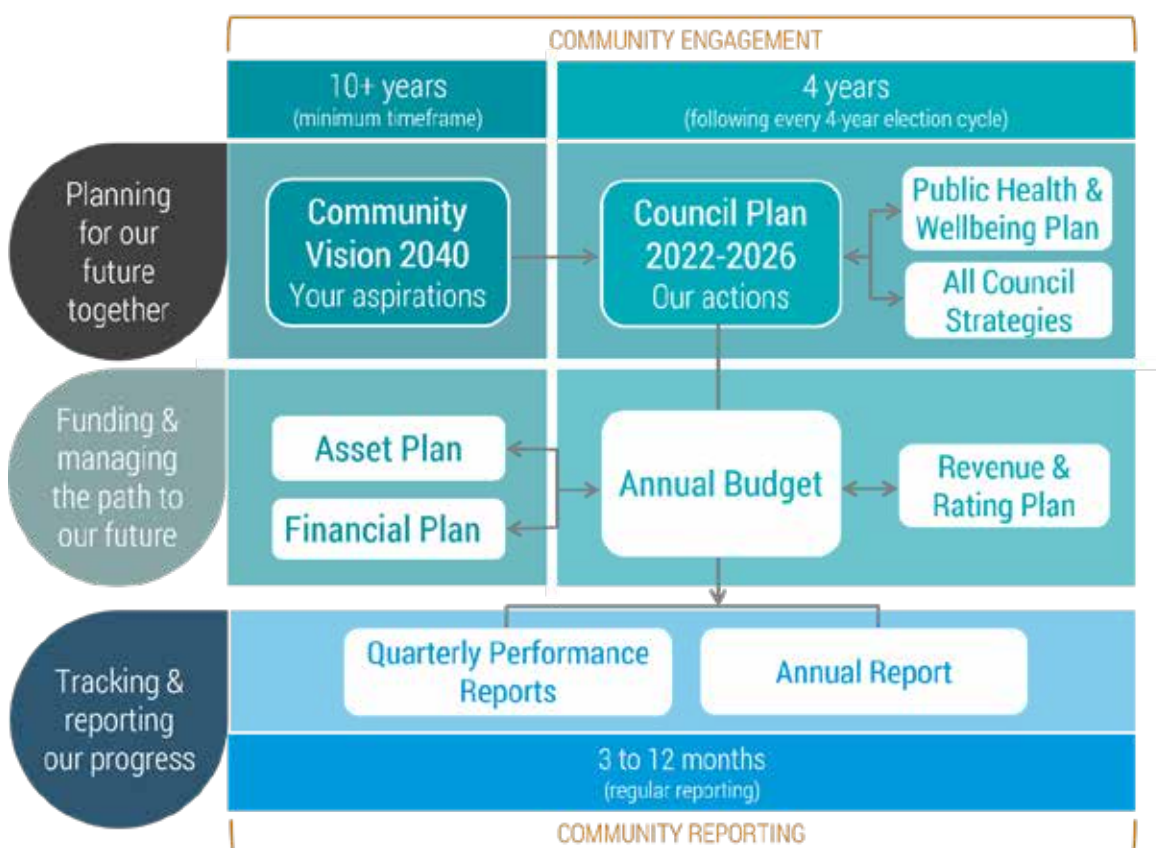 COMMUNITY ENGAGEMENT
10+ years
(minimum timeframe)
4 years
(following every 4-year election cycle)
Planning
for our
future
together
Community
Vision 2040
Your aspirations
Council Plan
2022-2026
Our actions
Public Health &
Wellbeing Plan
All Council
Strategies
Funding &
managing
the path to
our future
Asset Plan
Financial Plan
Annual Budget
Revenue &
Rating Plan
Tracking &
reporting
our progress
Quarterly Performance
Reports
Annual Report
3 to 12 months
(regular reporting)
COMMUNITY REPORTING